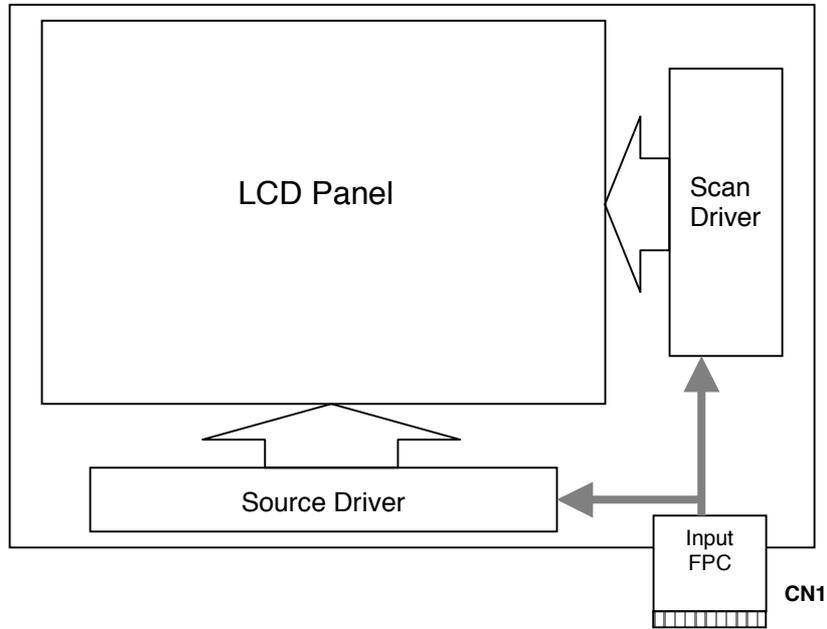 LCD Panel
Scan
Driver
Source Driver
Input
FPC
CN1